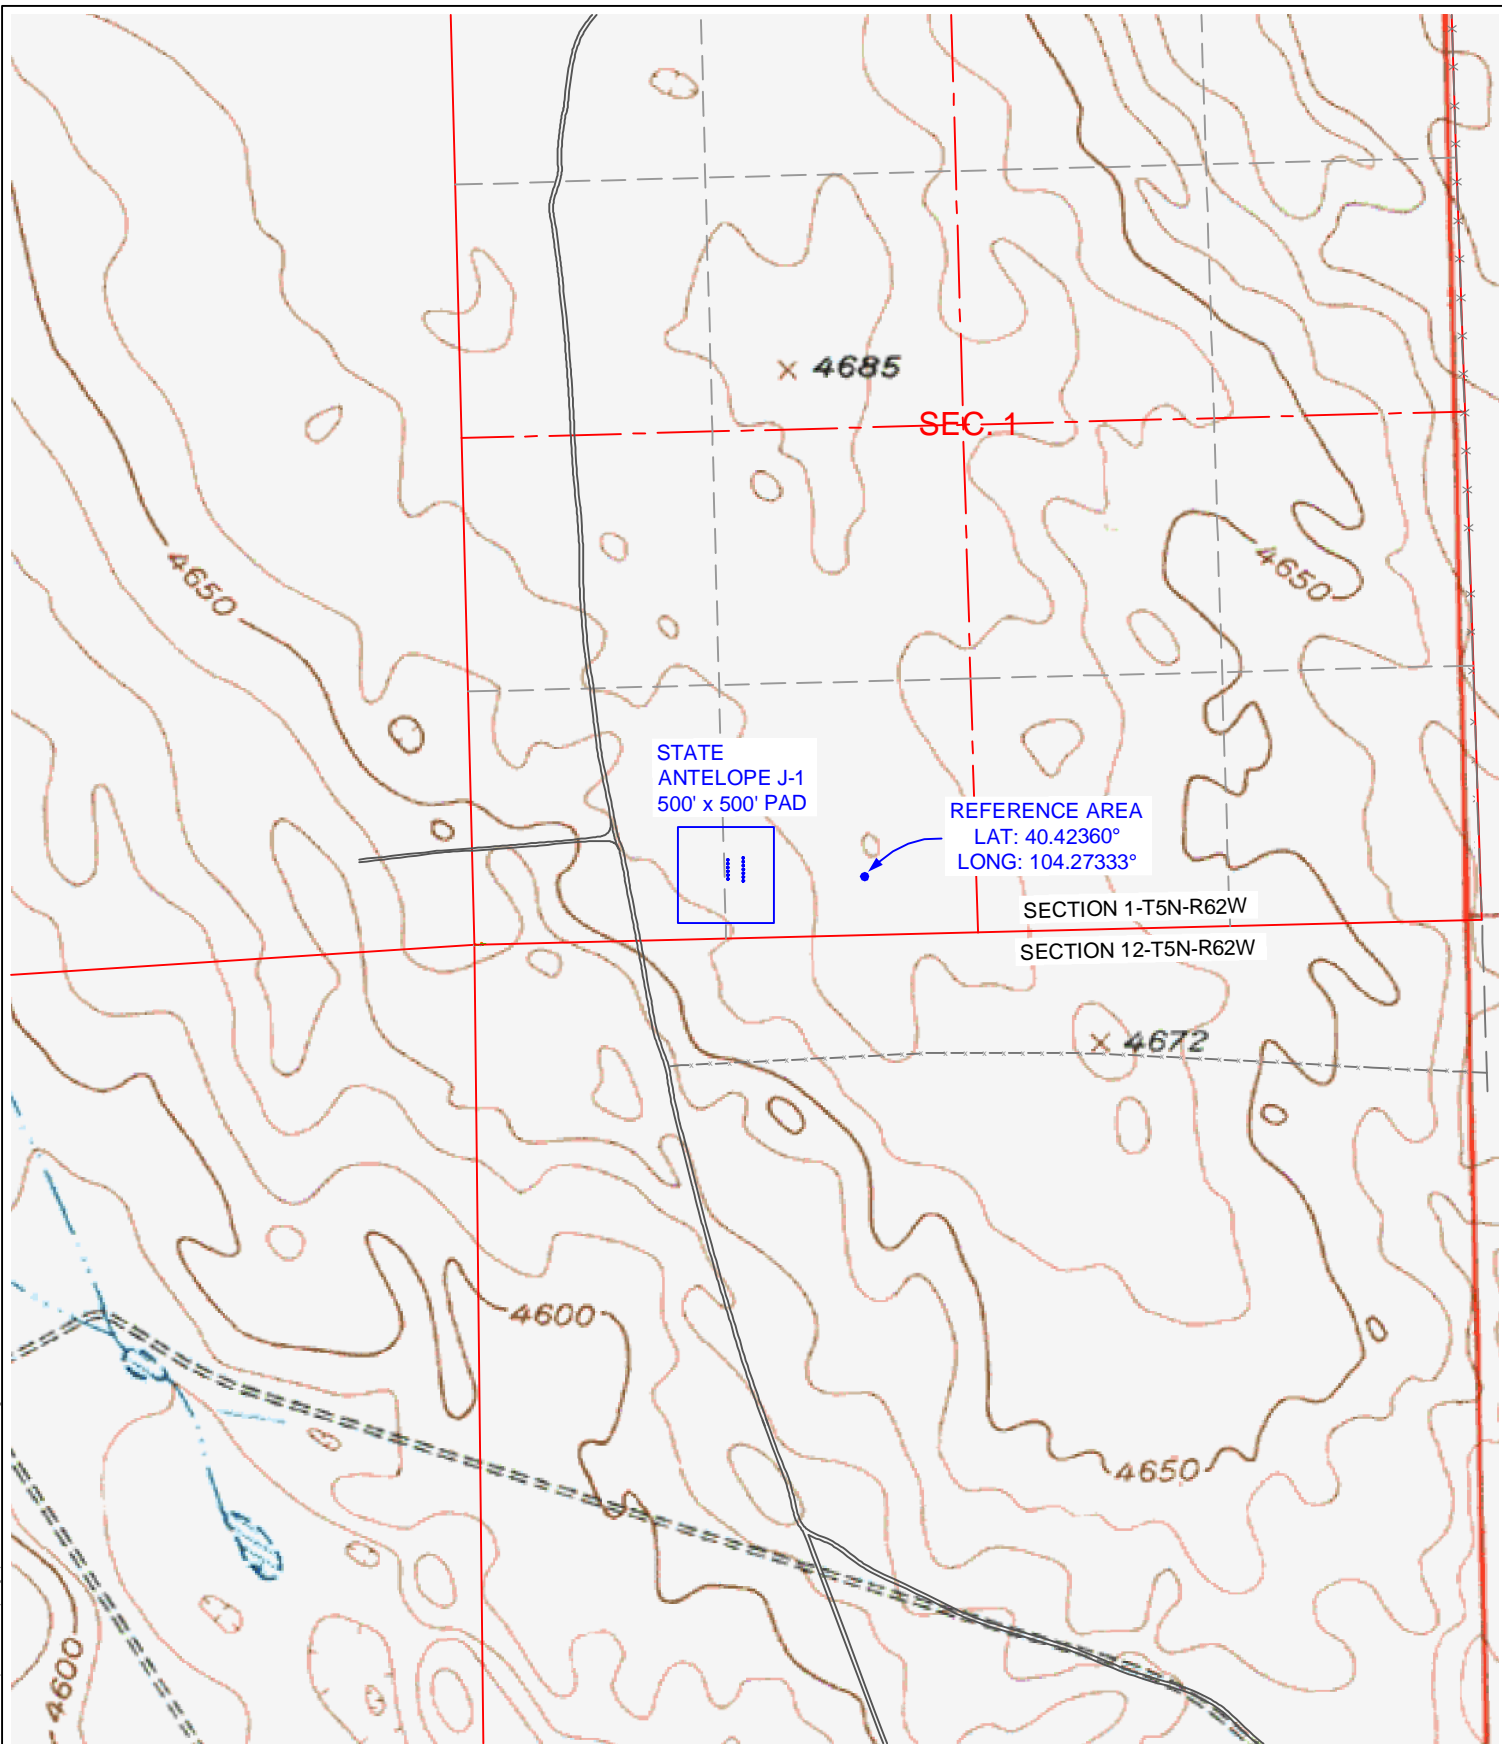 4685
SEC. 1
4650
4650
STATE
ANTELOPE J-1
500' x 500' PAD
REFERENCE AREA
LAT: 40.42360°
LONG: 104.27333°
SECTION 1-T5N-R62W
SECTION 12-T5N-R62W
4672
4600
4650
4600